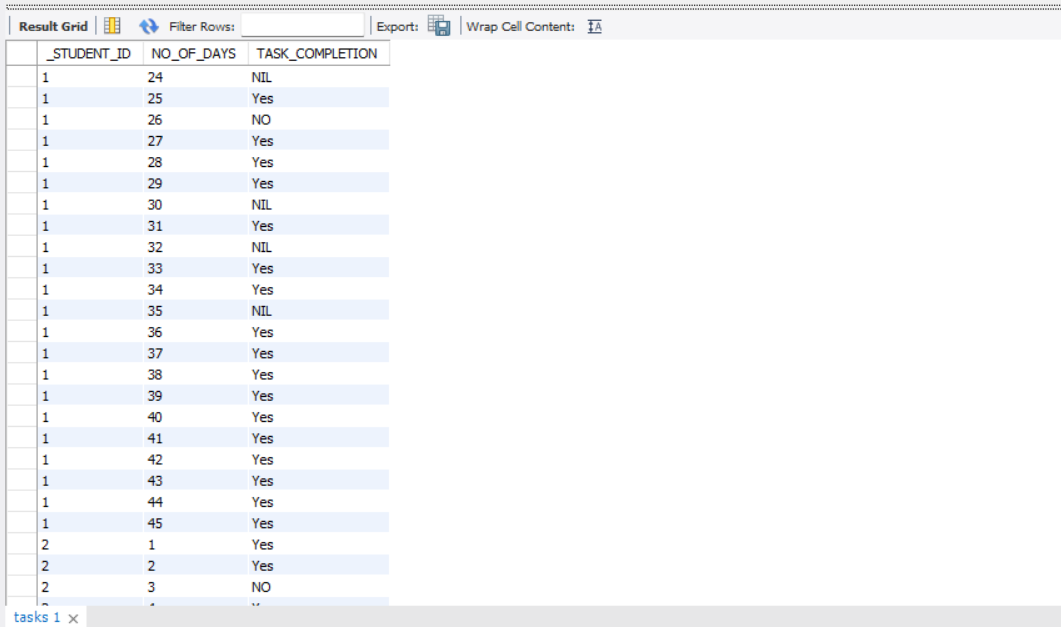 Result Grid Filter Rows: Export: Wrap Cell Content:
_STUDENT_ID NO_OF_DAYS TASK_COMPLETION
1 24 NIL
1 25 Yes
1 26 NO
1 27 Yes
1 28 Yes
1 29 Yes
1 30 NIL
1 31 Yes
1 32 NIL
1 33 Yes
1 34 Yes
1 35 NIL
1 36 Yes
1 37 Yes
1 38 Yes
1 39 Yes
1 40 Yes
1 41 Yes
1 42 Yes
1 43 Yes
1 44 Yes
1 45 Yes
2 1 Yes
2 2 Yes
2 3 NO
tasks 1